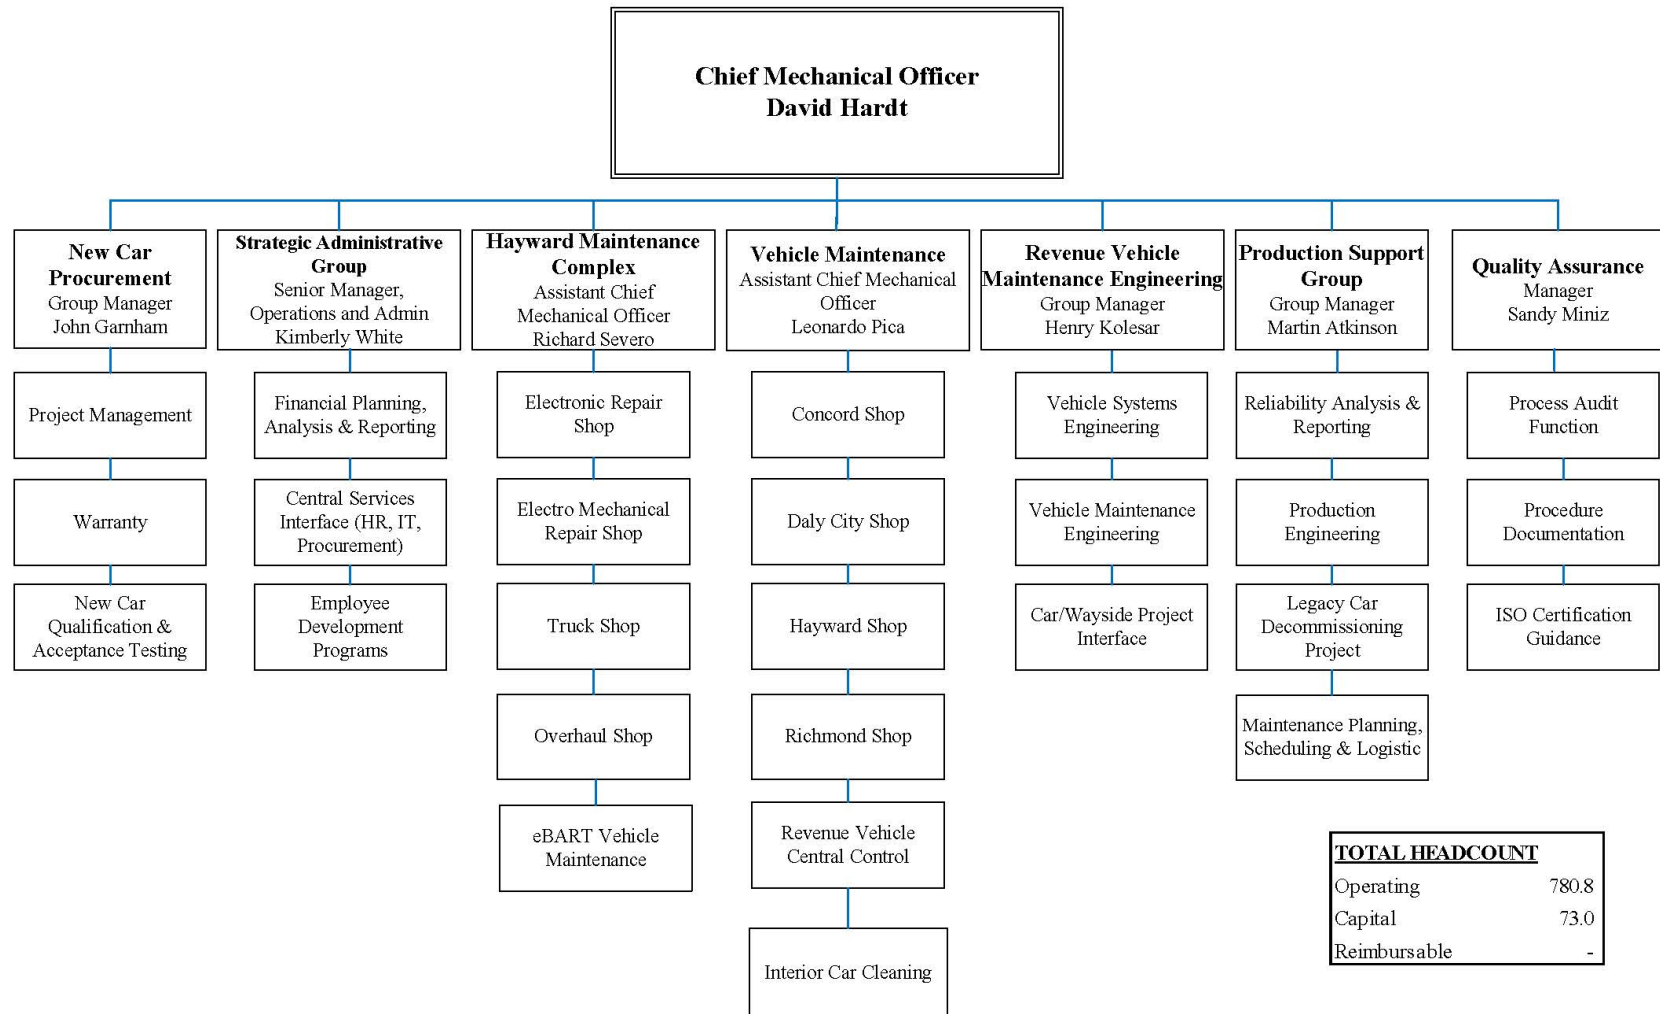 Chief Mechanical Officer
David Hardt
New Car
Procurement
Group Manager
John Garnham
Project Management
Warranty
New Car
Qualification &
Acceptance Testing
Strategic Administrative
Group
Senior Manager,
Operations and Admin
Kimberly White
Financial Planning,
Analysis & Reporting
Central Services
Interface (HR, IT,
Procurement)
Employee
Development
Programs
Hayward Maintenance
Complex
Assistant Chief
Mechanical Officer
Richard Severo
Electronic Repair
Shop
Electro Mechanical
Repair Shop
Truck Shop
Overhaul Shop
eBART Vehicle
Maintenance
Vehicle Maintenance
Assistant Chief Mechanical
Officer
Leonardo Pica
Concord Shop
Daly City Shop
Hayward Shop
Richmond Shop
Revenue Vehicle
Central Control
Interior Car Cleaning
Revenue Vehicle
Maintenance Engineering
Group Manager
Henry Kolesar
Vehicle Systems
Engineering
Vehicle Maintenance
Engineering
Car/Wayside Project
Interface
Production Support
Group
Group Manager
Martin Atkinson
Reliability Analysis &
Reporting
Production
Engineering
Legacy Car
Decommissioning
Project
Maintenance Planning,
Scheduling & Logistic
Quality Assurance
Manager
Sandy Miniz
Process Audit
Function
Procedure
Documentation
ISO Certification
Guidance
TOTAL HEADCOUNT
Operating 780.8
Capital 73.0
Reimbursable -